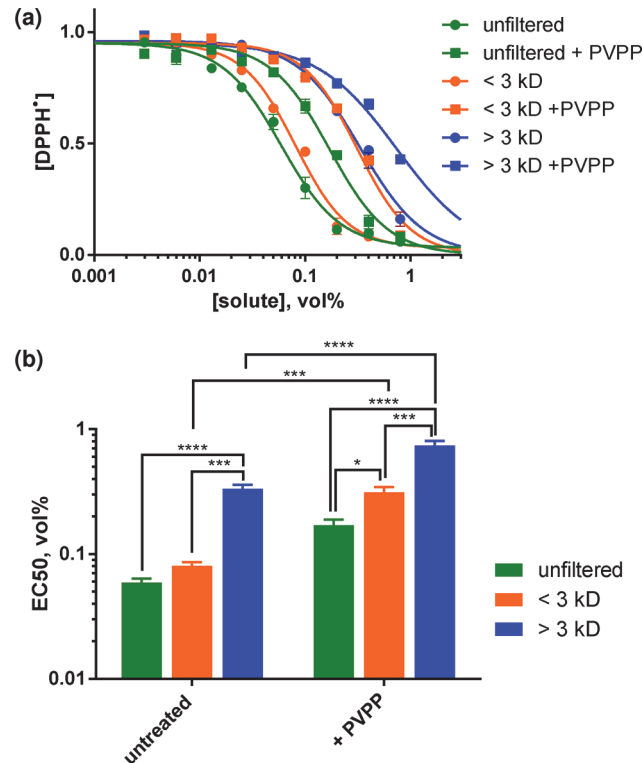 (a)
1.0
0.5
0.0
[DPPH•]
0.001
0.01
0.1
1
[solute], vol%
unfiltered
unfiltered + PVPP
< 3 kD
< 3 kD +PVPP
> 3 kD
> 3 kD +PVPP
(b)
****
***
****
****
***
***
*
1
0.1
0.01
EC50, vol%
untreated
+ PVPP
unfiltered
< 3 kD
> 3 kD